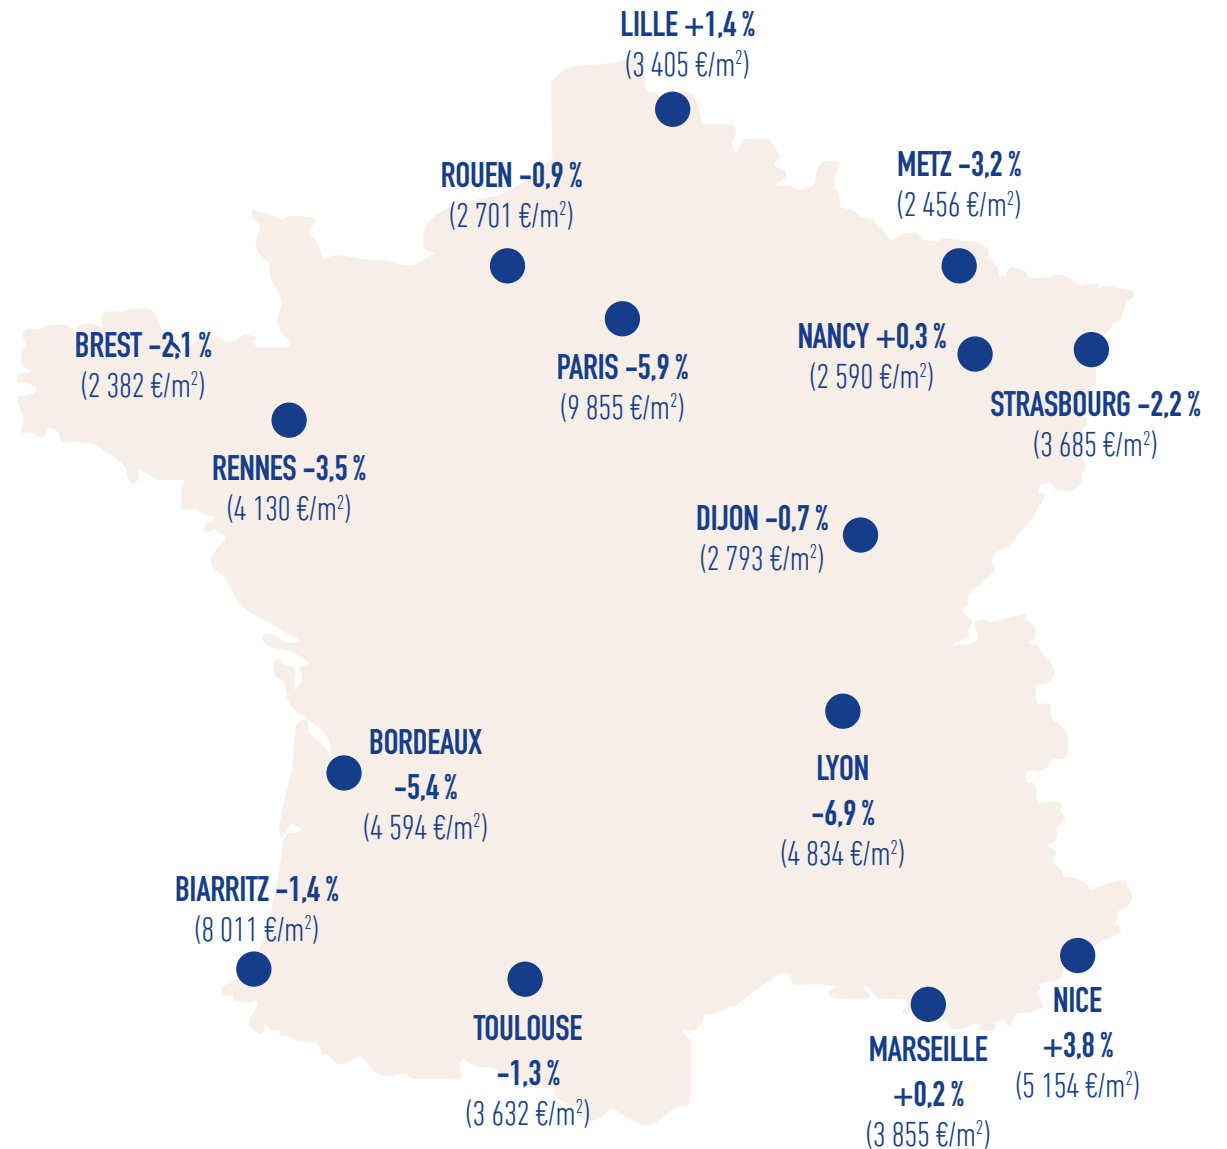 LILLE +1,4 %
(3 405 €/m²)
METZ -3,2 %
(2 456 €/m²)
ROUEN -0,9 %
(2 701 €/m²)
NANCY +0,3 %
(2 590 €/m²)
BREST -2,1 %
(2 382 €/m²)
PARIS -5,9 %
(9 855 €/m²)
STRASBOURG -2,2 %
(3 685 €/m²)
RENNES -3,5 %
(4 130 €/m²)
DIJON -0,7 %
(2 793 €/m²)
BORDEAUX
-5,4 %
(4 594 €/m²)
LYON
-6,9 %
(4 834 €/m²)
BIARRITZ -1,4 %
(8 011 €/m²)
TOULOUSE
-1,3 %
(3 632 €/m²)
MARSEILLE
+0,2 %
(3 855 €/m²)
NICE
+3,8 %
(5 154 €/m²)